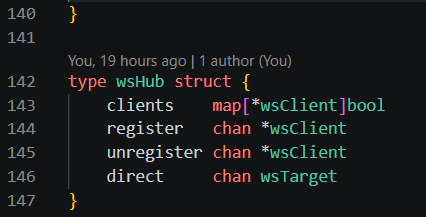 140 }
141
You, 19 hours ago | 1 author (You)
142 type wsHub struct {
143     clients    map[*wsClient]bool
144     register   chan *wsClient
145     unregister chan *wsClient
146     direct     chan wsTarget
147 }